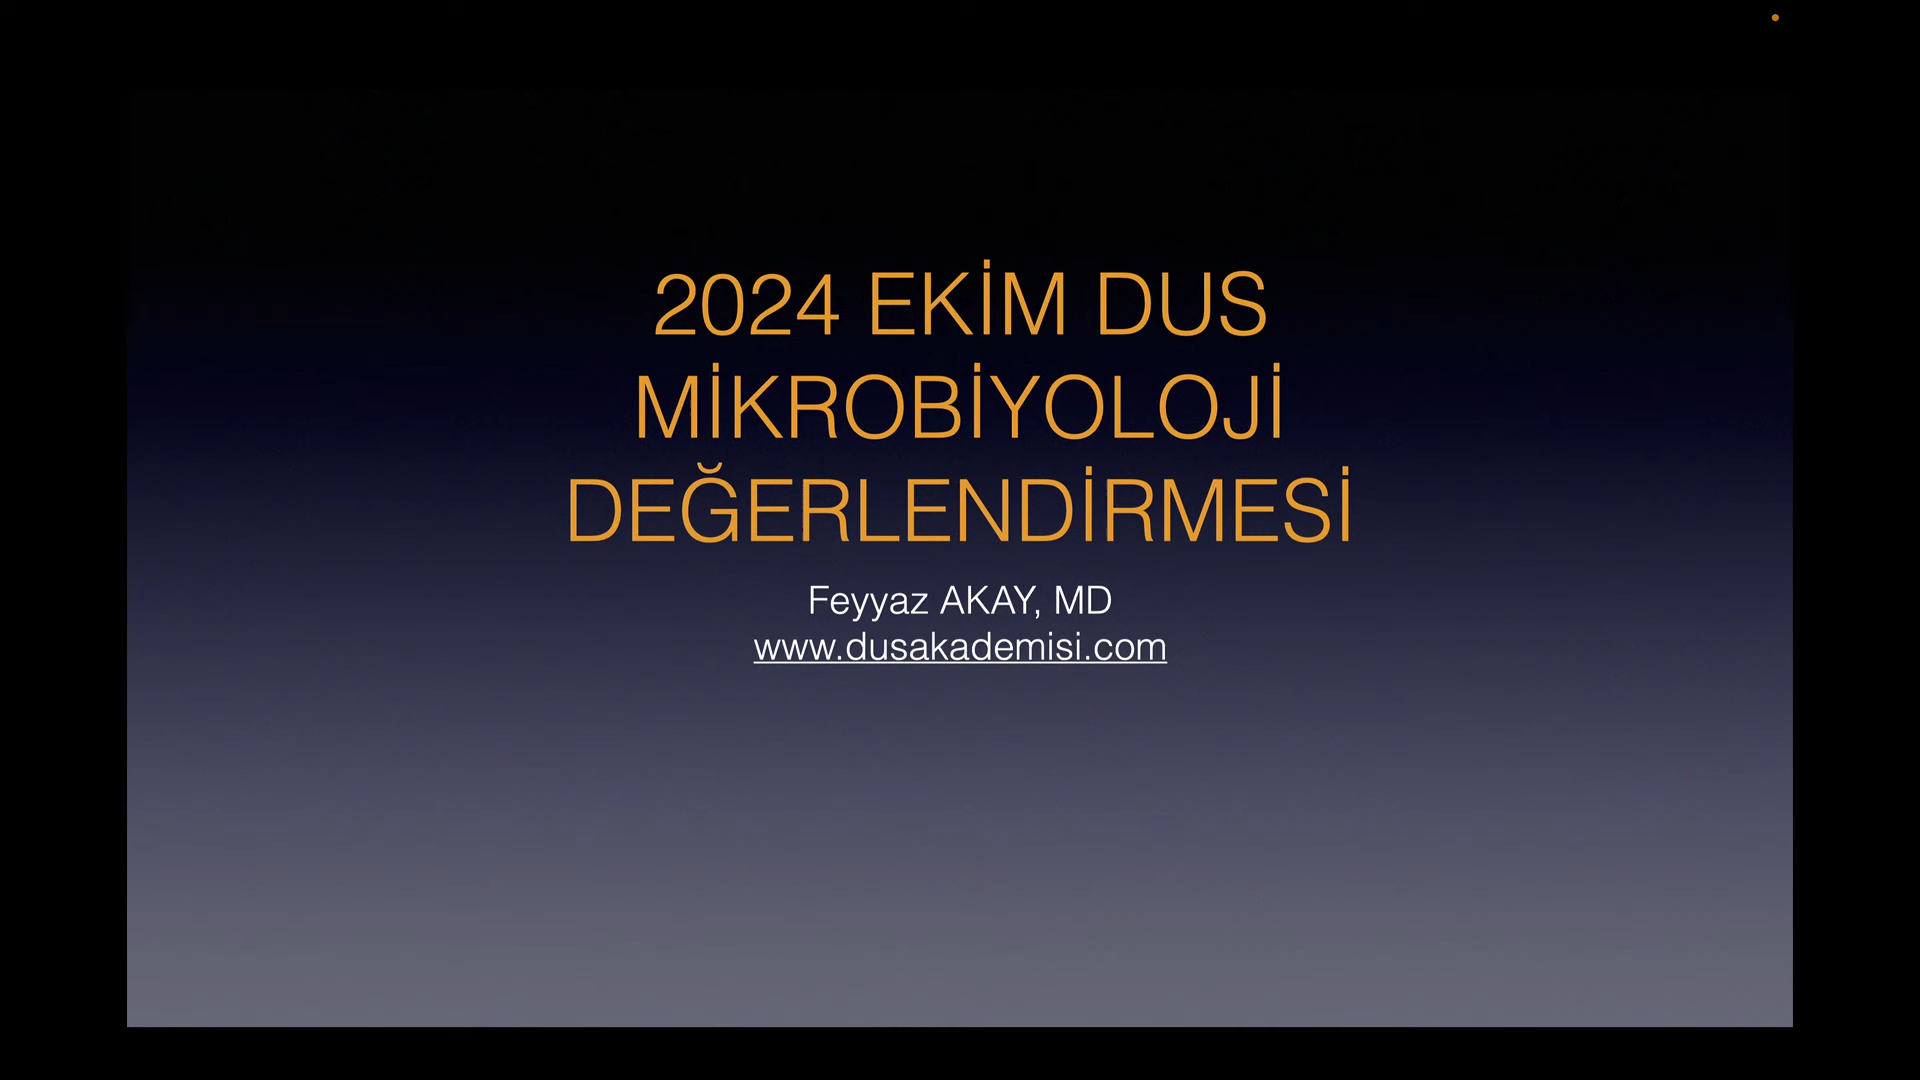 2024 EKİM DUS
MİKROBİYOLOJİ
DEĞERLENDİRMESİ
Feyyaz AKAY, MD
www.dusakademisi.com